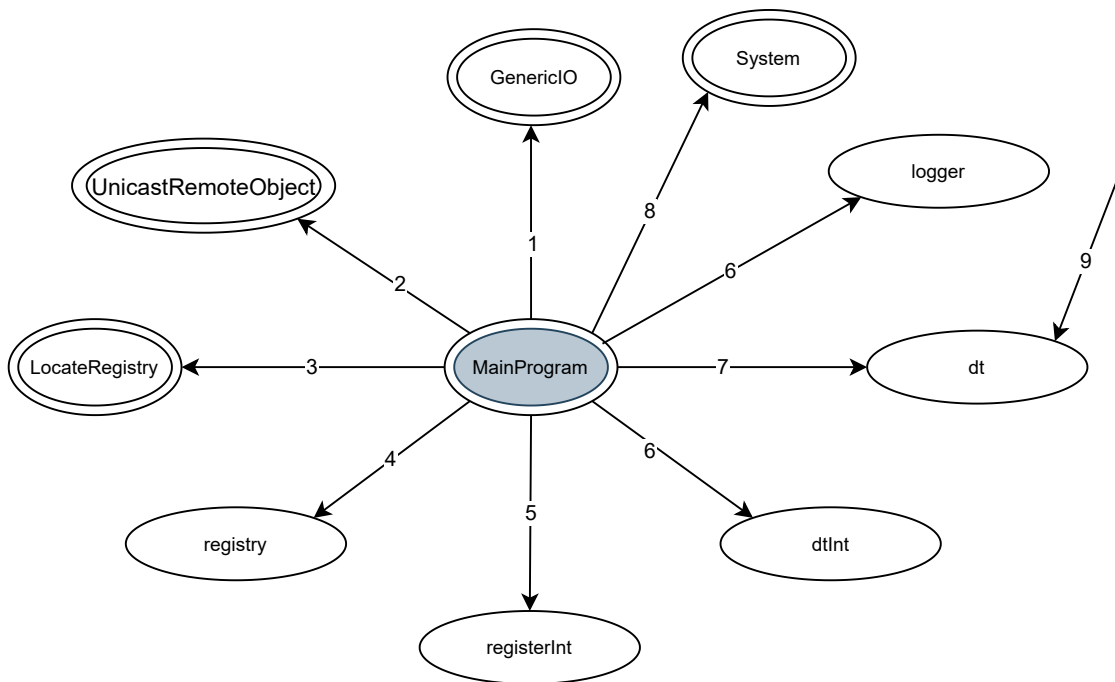 System
GenericIO
logger
UnicastRemoteObject
8
1
9
6
2
LocateRegistry
3
MainProgram
7
dt
4
6
5
registry
dtInt
registerInt